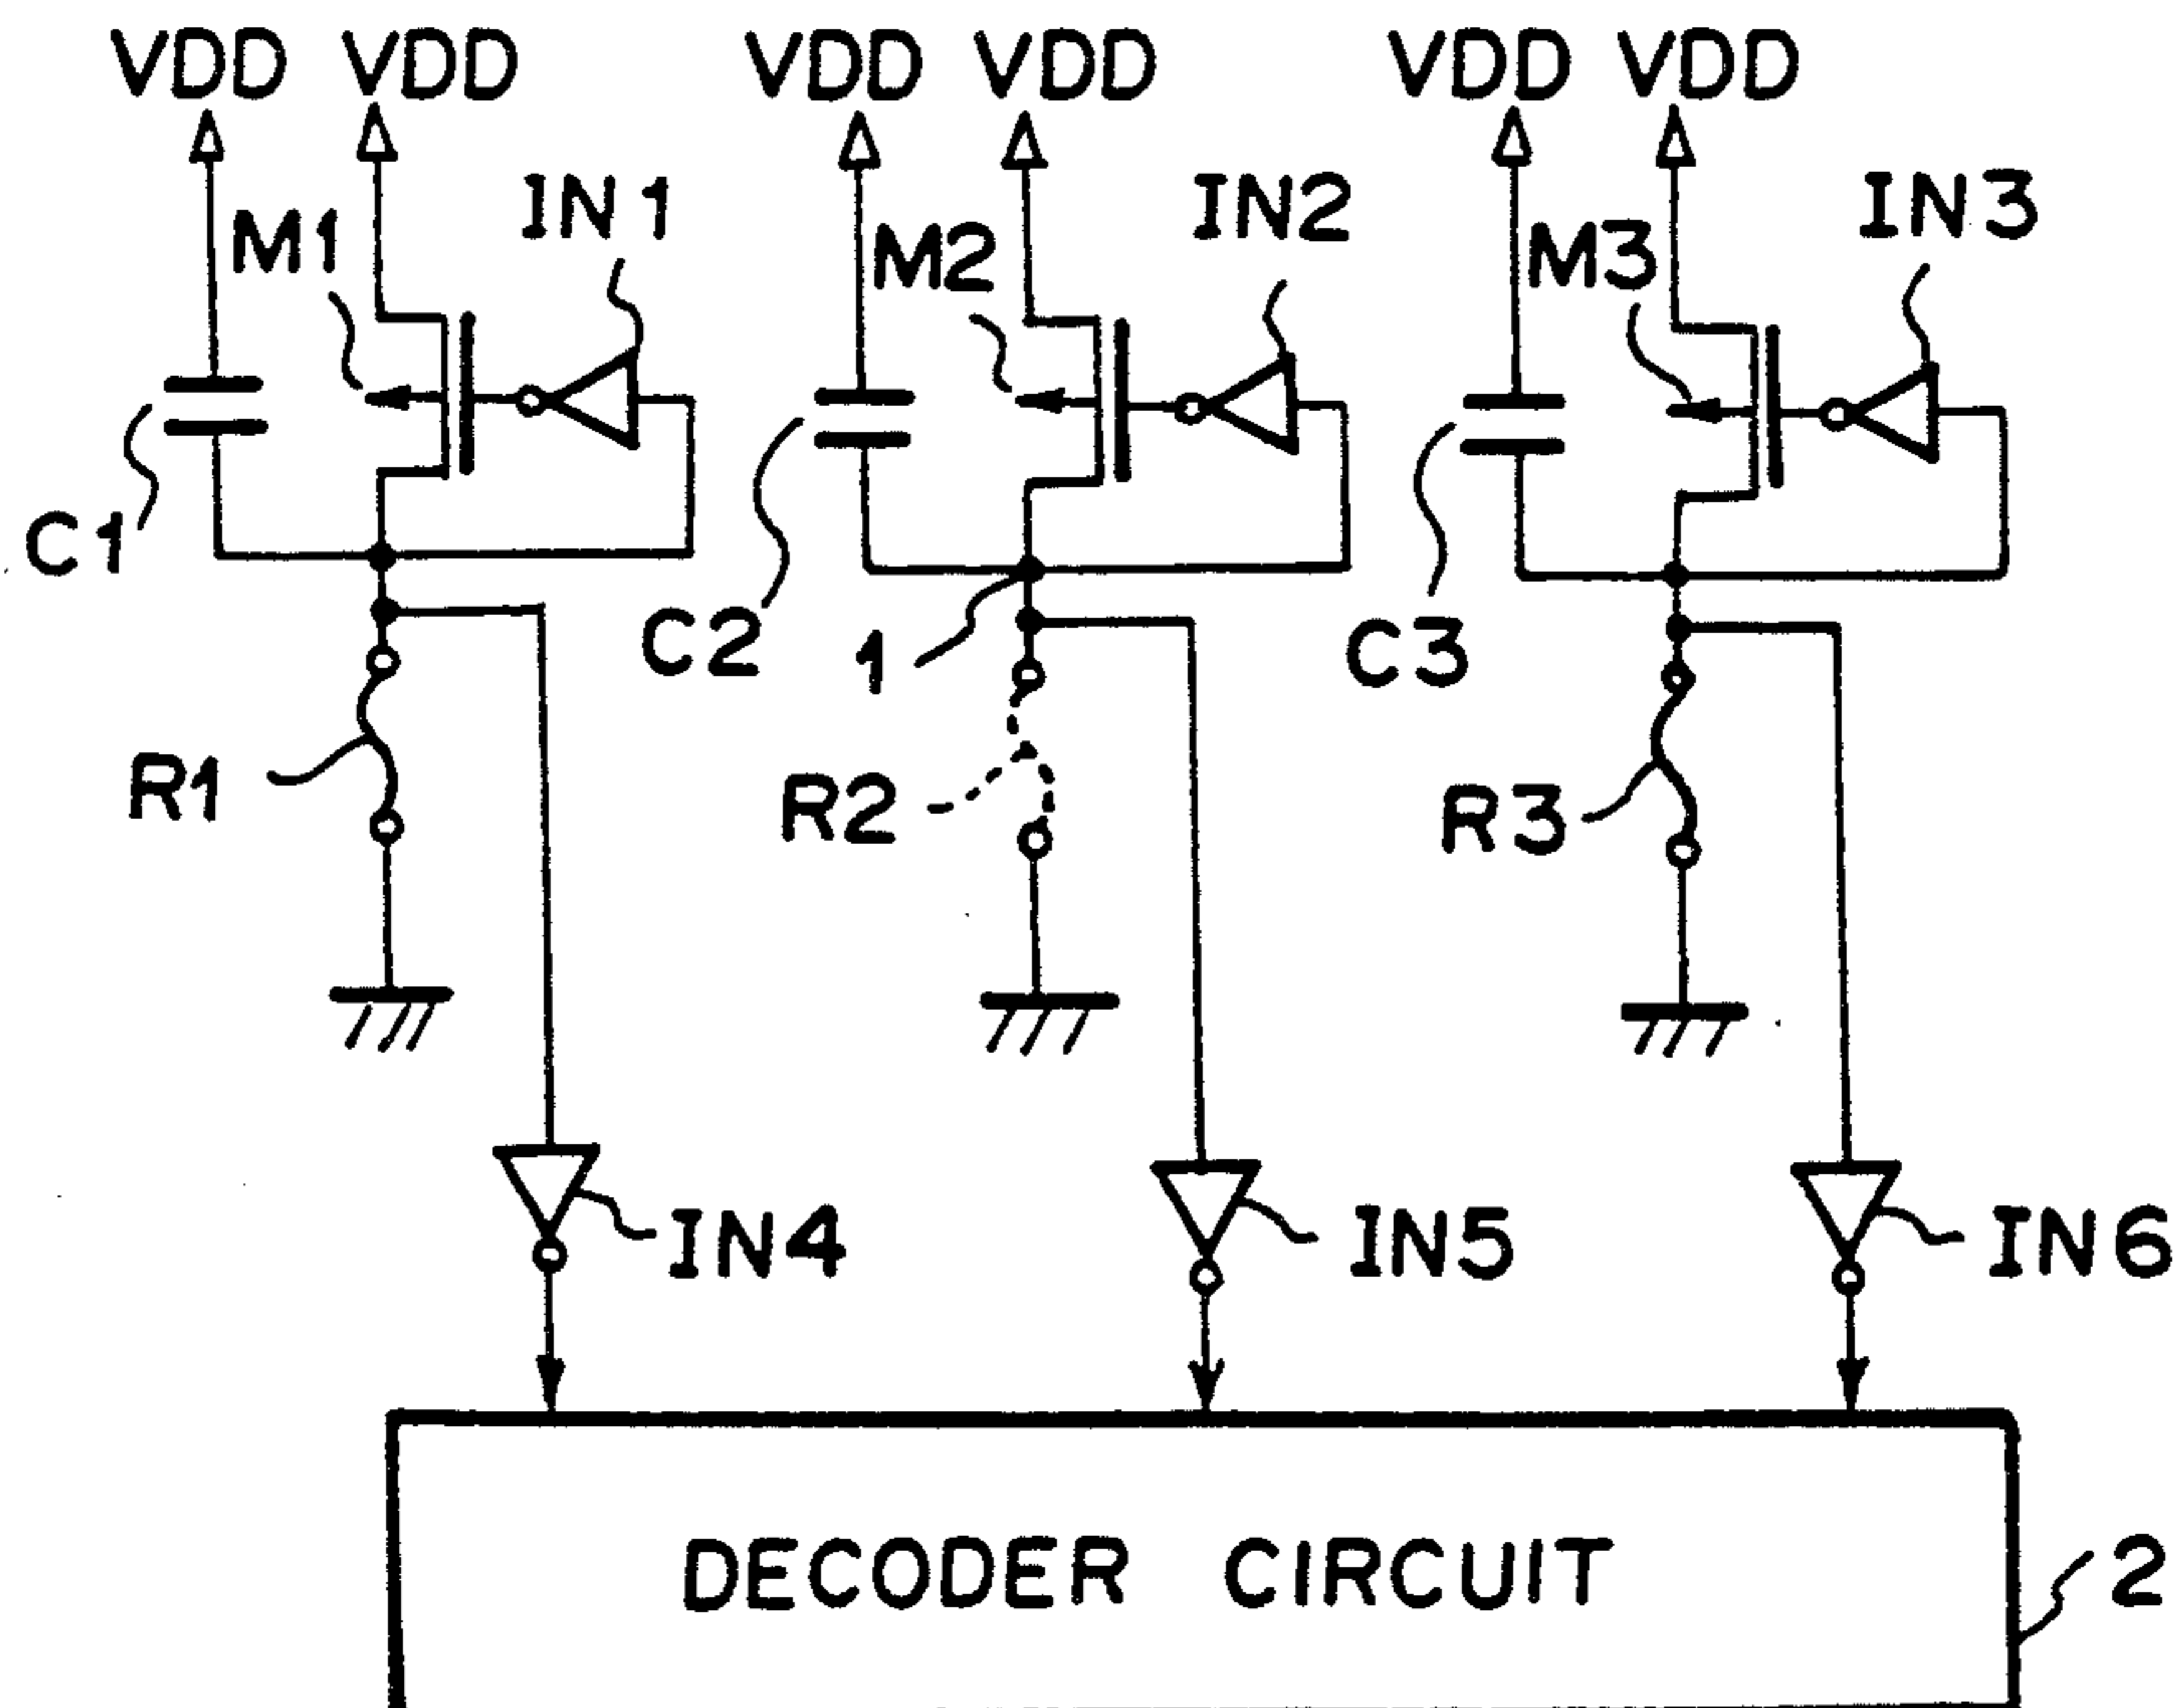 VDD VDD VDD VDD VDD VDD
IN1 IN2 IN3
M1 M2 M3
C1 C2 1 C3
R1 R2 R3
IN4 IN5 IN6
DECODER CIRCUIT 2